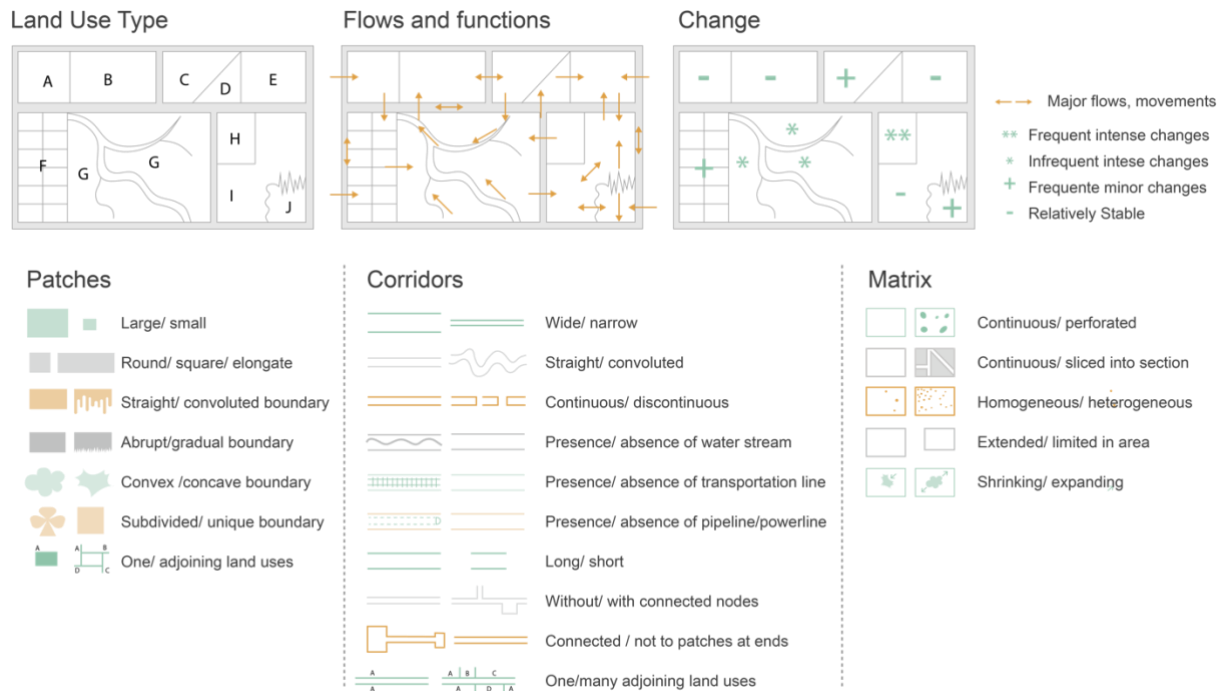 Land Use Type
Flows and functions
Change
A
B
C
D
E
F
G
G
H
I
J
Major flows, movements
** Frequent intense changes
* Infrequent intese changes
+ Frequente minor changes
- Relatively Stable
Patches
Large/ small
Round/ square/ elongate
Straight/ convoluted boundary
Abrupt/gradual boundary
Convex /concave boundary
Subdivided/ unique boundary
A
A B
D C
One/ adjoining land uses
Corridors
Wide/ narrow
Straight/ convoluted
Continuous/ discontinuous
Presence/ absence of water stream
Presence/ absence of transportation line
D
Presence/ absence of pipeline/powerline
Long/ short
Without/ with connected nodes
Connected / not to patches at ends
A
A
A B C
A D A
One/many adjoining land uses
Matrix
Continuous/ perforated
Continuous/ sliced into section
Homogeneous/ heterogeneous
Extended/ limited in area
Shrinking/ expanding